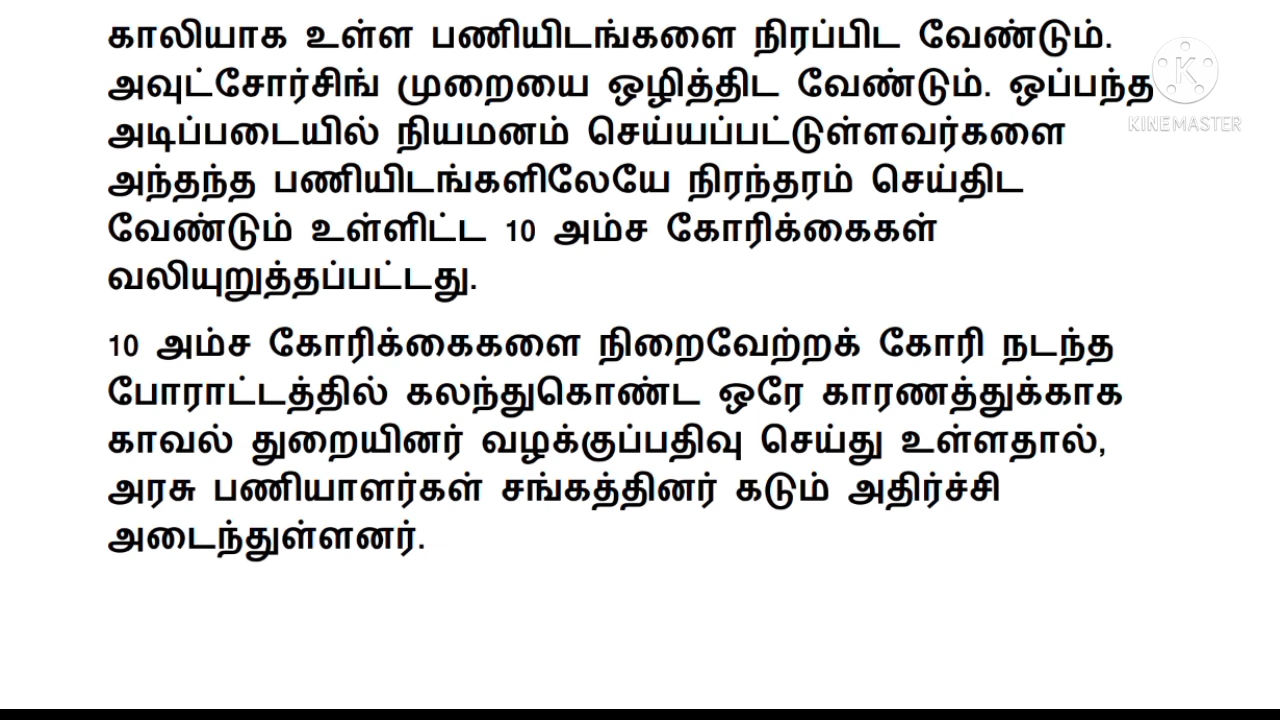 காலியாக உள்ள பணியிடங்களை நிரப்பிட வேண்டும்.
அவுட்சோர்சிங் முறையை ஒழித்திட வேண்டும். ஒப்பந்த
அடிப்படையில் நியமனம் செய்யப்பட்டுள்ளவர்களை
அந்தந்த பணியிடங்களிலேயே நிரந்தரம் செய்திட
வேண்டும் உள்ளிட்ட 10 அம்ச கோரிக்கைகள்
வலியுறுத்தப்பட்டது.
10 அம்ச கோரிக்கைகளை நிறைவேற்றக் கோரி நடந்த
போராட்டத்தில் கலந்துகொண்ட ஒரே காரணத்துக்காக
காவல் துறையினர் வழக்குப்பதிவு செய்து உள்ளதால்,
அரசு பணியாளர்கள் சங்கத்தினர் கடும் அதிர்ச்சி
அடைந்துள்ளனர்.
K
KINEMASTER